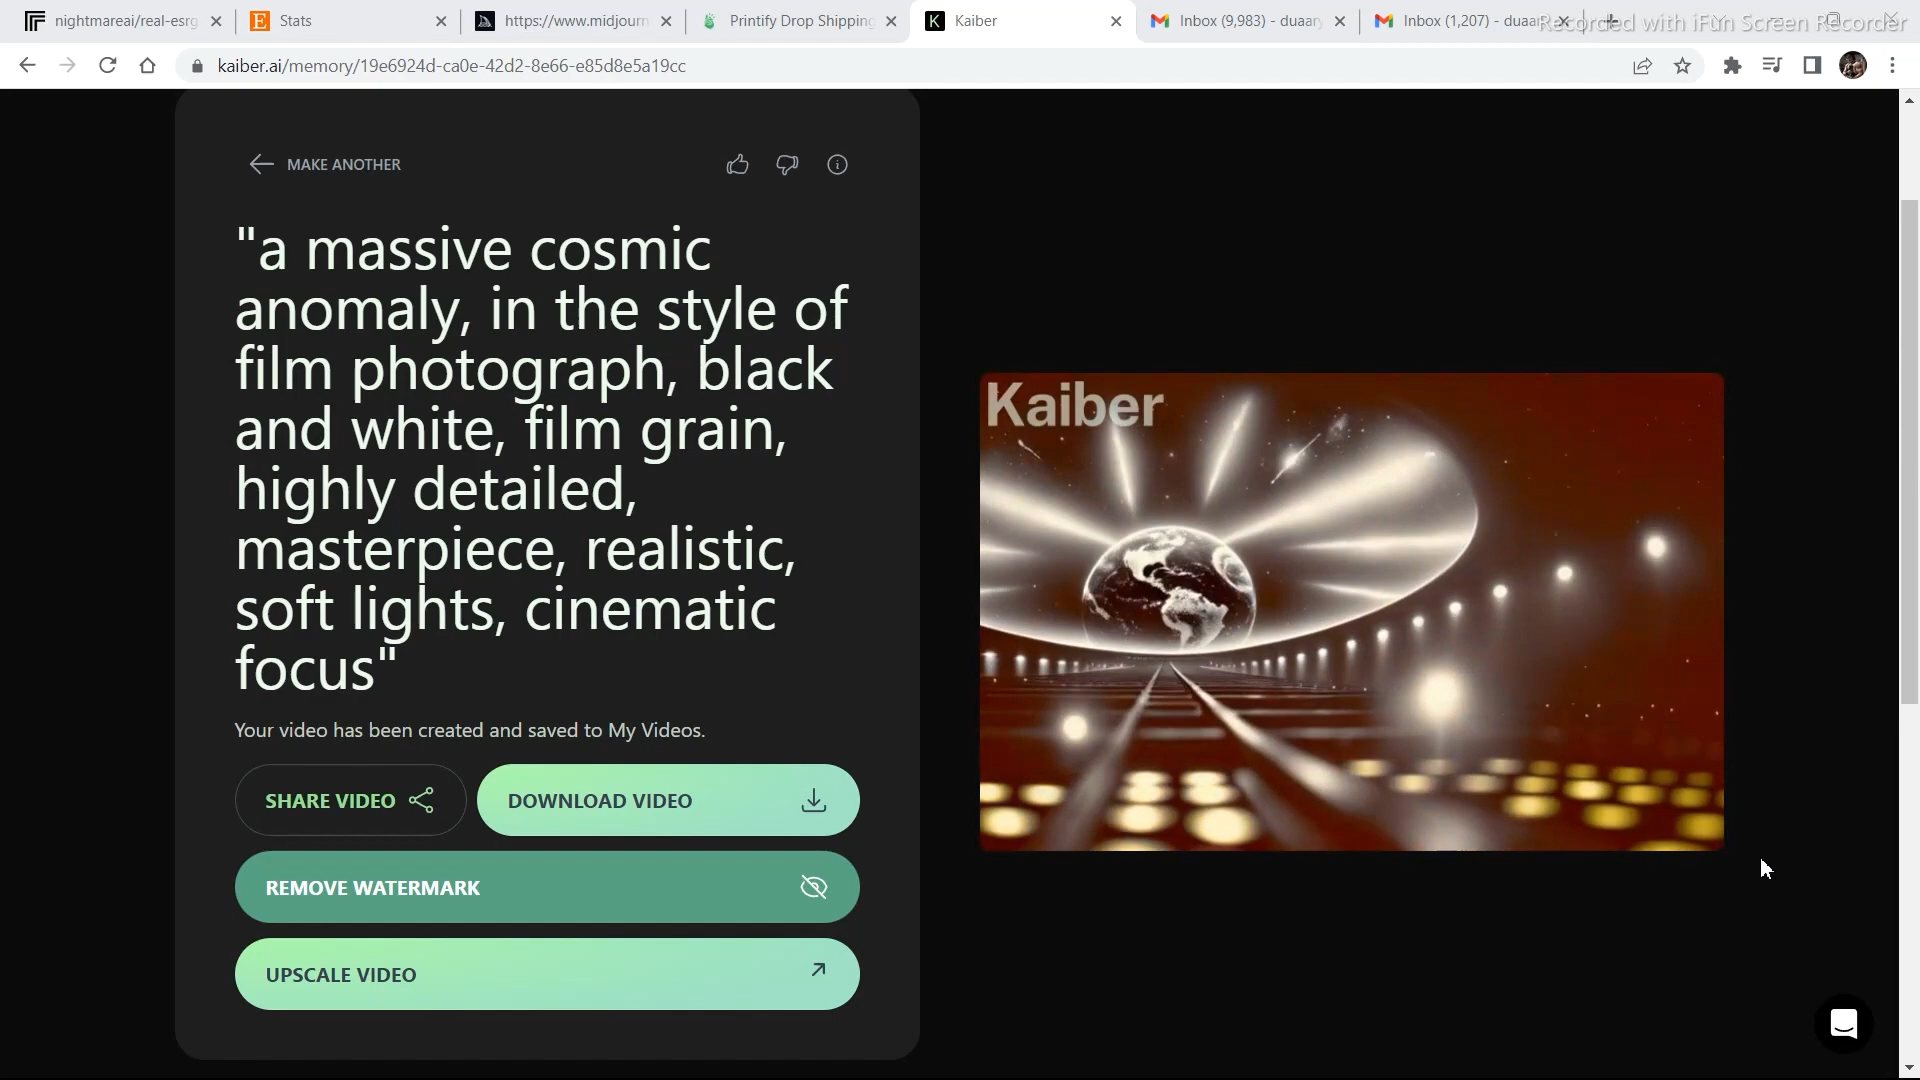 nightmareai/real-esrg
Stats
https://www.midjourn
Printify Drop Shipping
Kaiber
Inbox (9,983) - duaary
Inbox (1,207) - duaar
Recorded with iFun Screen Recorder
kaiber.ai/memory/19e6924d-ca0e-42d2-8e66-e85d8e5a19cc
MAKE ANOTHER
"a massive cosmic
anomaly, in the style of
film photograph, black
and white, film grain,
highly detailed,
masterpiece, realistic,
soft lights, cinematic
focus"
Your video has been created and saved to My Videos.
SHARE VIDEO
DOWNLOAD VIDEO
REMOVE WATERMARK
UPSCALE VIDEO
Kaiber